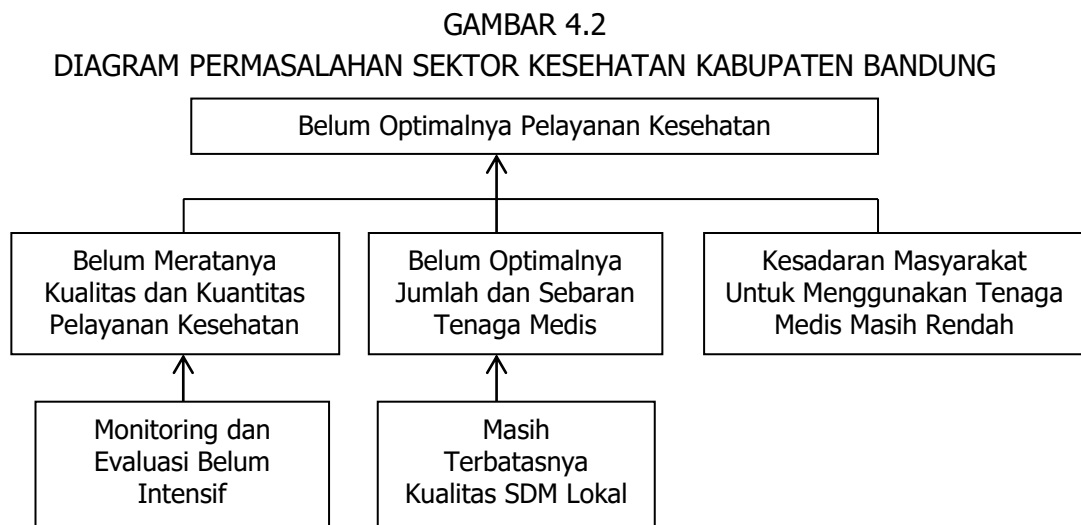 GAMBAR 4.2
DIAGRAM PERMASALAHAN SEKTOR KESEHATAN KABUPATEN BANDUNG
Belum Optimalnya Pelayanan Kesehatan
Belum Meratanya
Kualitas dan Kuantitas
Pelayanan Kesehatan
Belum Optimalnya
Jumlah dan Sebaran
Tenaga Medis
Kesadaran Masyarakat
Untuk Menggunakan Tenaga
Medis Masih Rendah
Monitoring dan
Evaluasi Belum
Intensif
Masih
Terbatasnya
Kualitas SDM Lokal